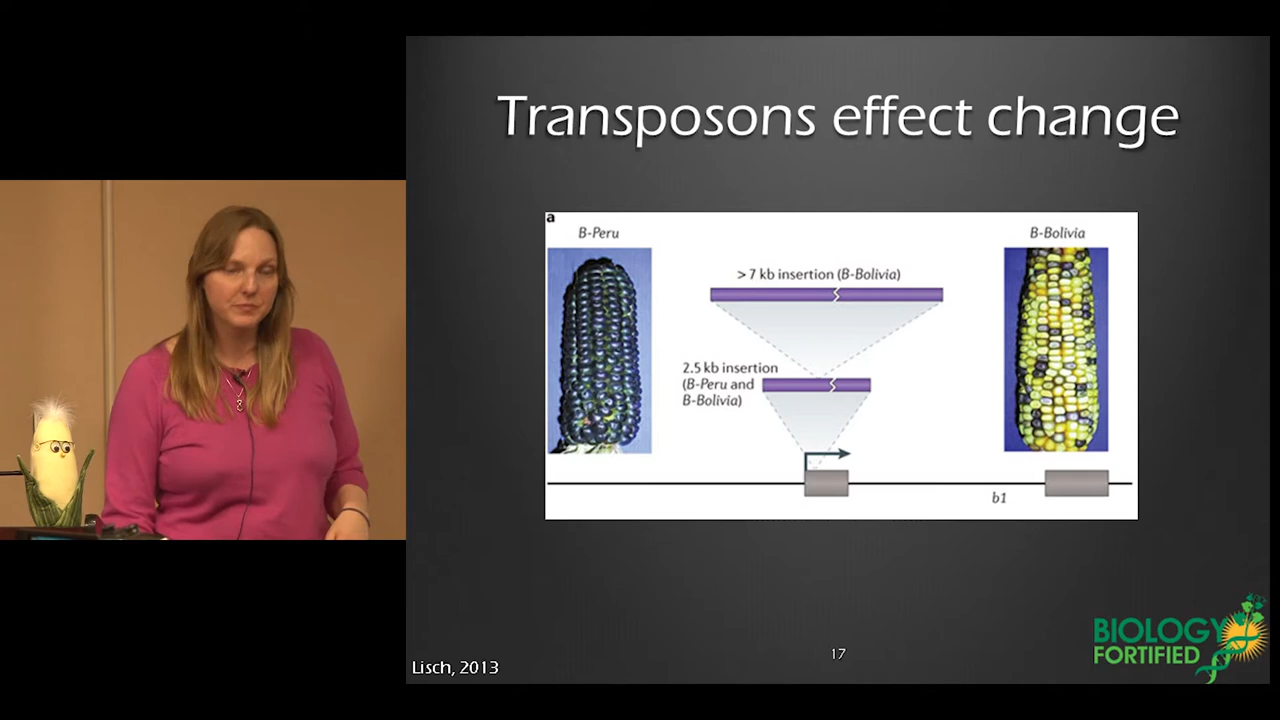 Transposons effect change
a
B-Peru
B-Bolivia
> 7 kb insertion (B-Bolivia)
2.5 kb insertion
(B-Peru and
B-Bolivia)
b1
BIOLOGY
FORTIFIED
17
Lisch, 2013